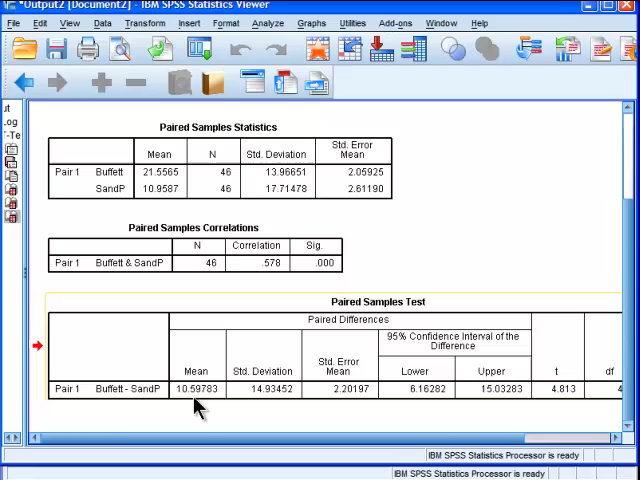 *Output2 [Document2] - IBM SPSS Statistics Viewer
File Edit View Data Transform Insert Format Analyze Graphs Utilities Add-ons Window Help
Paired Samples Statistics
Mean N Std. Deviation Std. Error Mean
Pair 1 Buffett 21.5565 46 13.96651 2.05925
SandP 10.9587 46 17.71478 2.61190
Paired Samples Correlations
N Correlation Sig.
Pair 1 Buffett & SandP 46 .578 .000
Paired Samples Test
Paired Differences
95% Confidence Interval of the Difference
Mean Std. Deviation Std. Error Mean Lower Upper t df
Pair 1 Buffett - SandP 10.59783 14.93452 2.20197 6.16282 15.03283 4.813 4
IBM SPSS Statistics Processor is ready
IBM SPSS Statistics Processor is ready